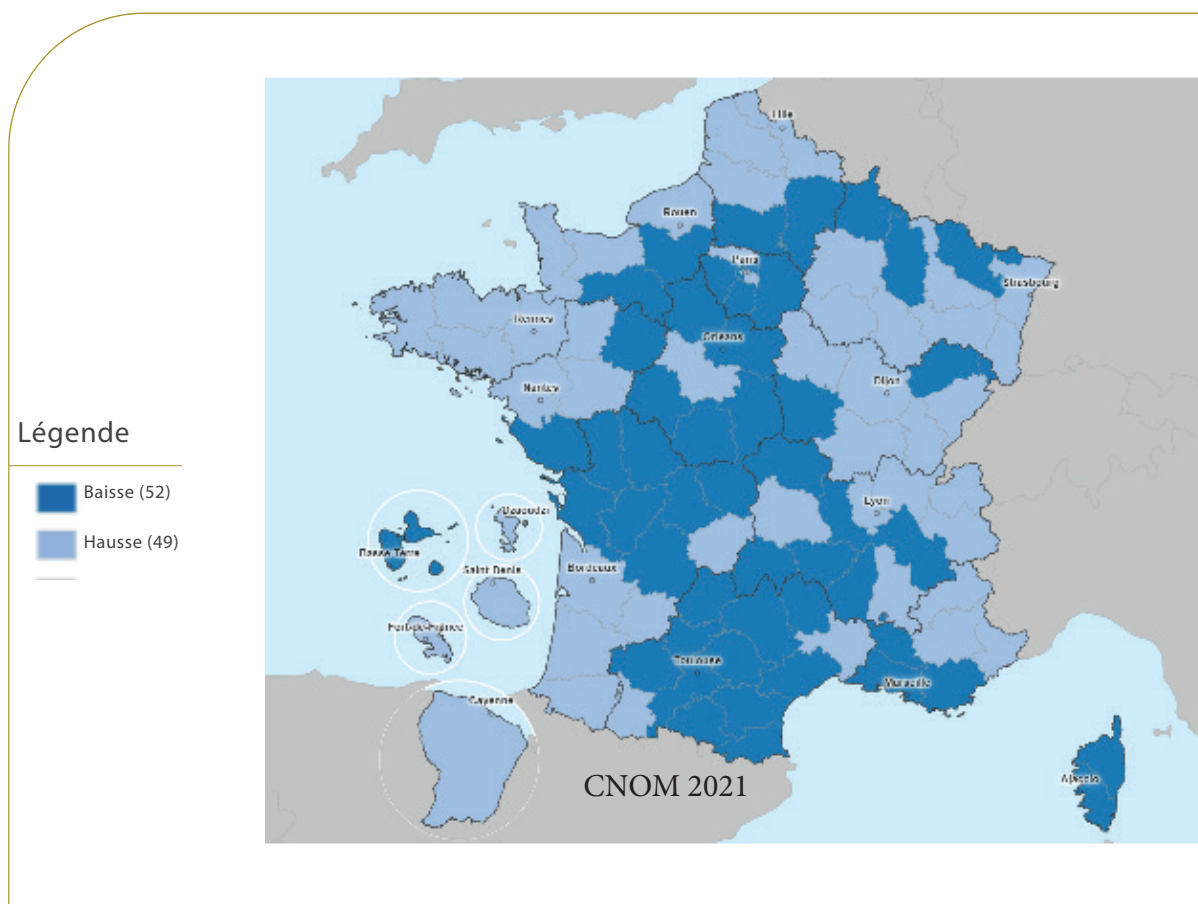 Légende
Baisse (52)
Hausse (49)
Lille
Rouen
Paris
Strasbourg
Rennes
Orléans
Nantes
Dijon
Lyon
Dzaoudzi
Basse Terre
Saint Denis
Bordeaux
Fort-de-France
Toulouse
Marseille
Cayenne
Ajaccio
CNOM 2021